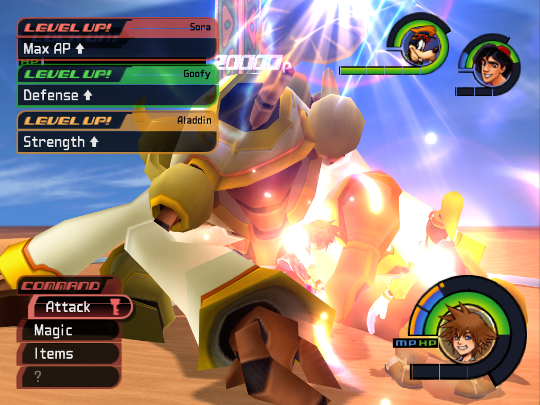 LEVEL UP! Sora
Max AP
LEVEL UP! Goofy
Defense
LEVEL UP! Aladdin
Strength
COMMAND
Attack
Magic
Items
?
MP HP